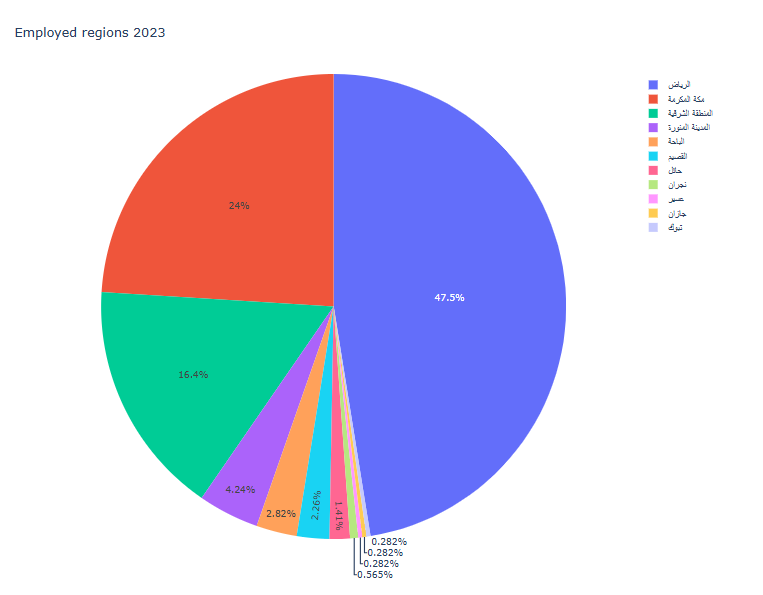 Employed regions 2023
الرياض
مكة المكرمة
المنطقة الشرقية
المدينة المنورة
الباحة
القصيم
حائل
نجران
عسير
جازان
تبوك
24%
47.5%
16.4%
4.24%
2.82%
2.26%
1.41%
0.282%
0.282%
0.282%
0.565%